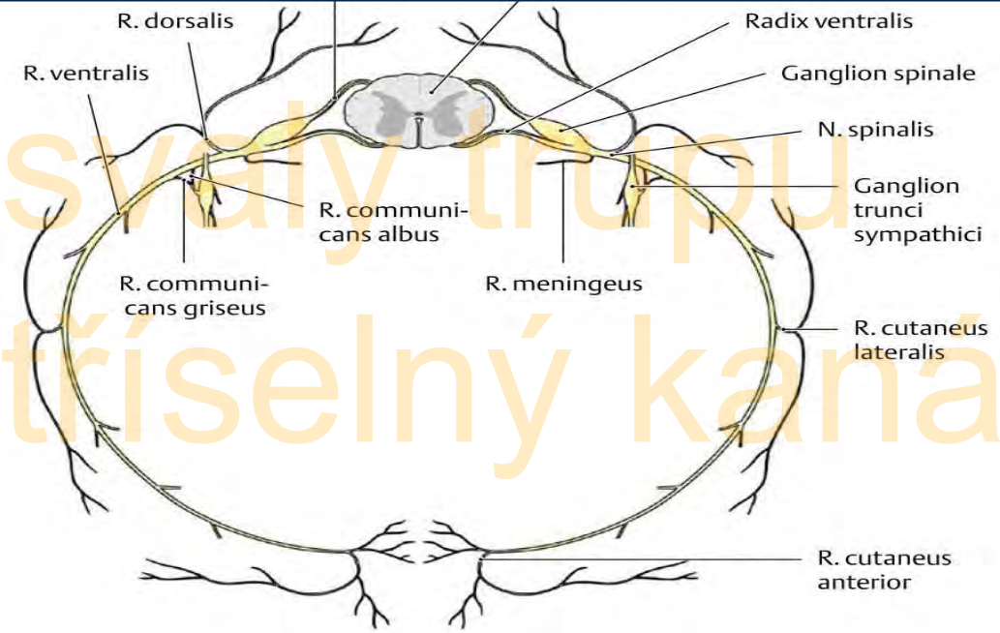 R. dorsalis
Radix ventralis
R. ventralis
Ganglion spinale
N. spinalis
svaly trupu
Ganglion
trunci
sympathici
R. communi-
cans albus
R. communi-
cans griseus
R. meningeus
R. cutaneus
lateralis
tříselný kaná
R. cutaneus
anterior